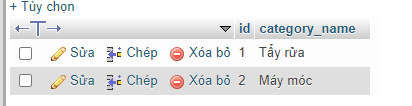 + Tùy chọn
←T→ id category_name
Sửa Chép Xóa bỏ 1 Tẩy rửa
Sửa Chép Xóa bỏ 2 Máy móc